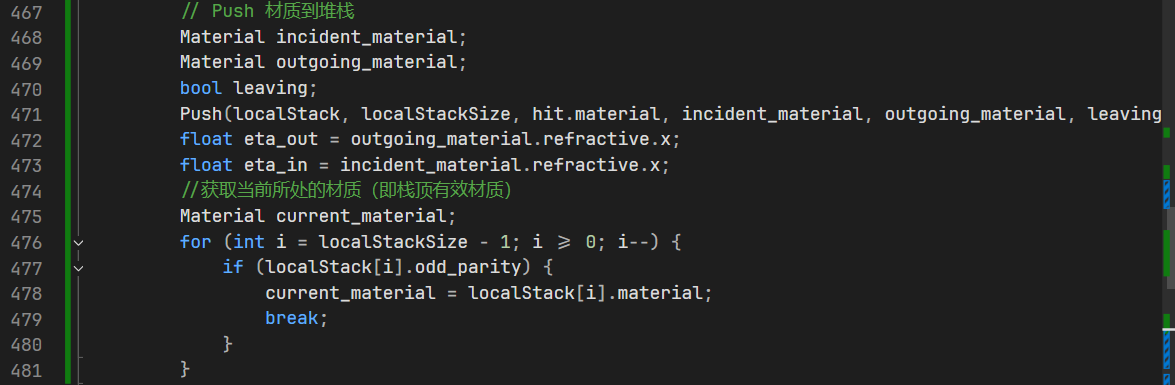 467 // Push 材质到堆栈
468 Material incident_material;
469 Material outgoing_material;
470 bool leaving;
471 Push(localStack, localStackSize, hit.material, incident_material, outgoing_material, leaving
472 float eta_out = outgoing_material.refractive.x;
473 float eta_in = incident_material.refractive.x;
474 //获取当前所处的材质（即栈顶有效材质）
475 Material current_material;
476 for (int i = localStackSize - 1; i ⩾ 0; i--) {
477 if (localStack[i].odd_parity) {
478 current_material = localStack[i].material;
479 break;
480 }
481 }